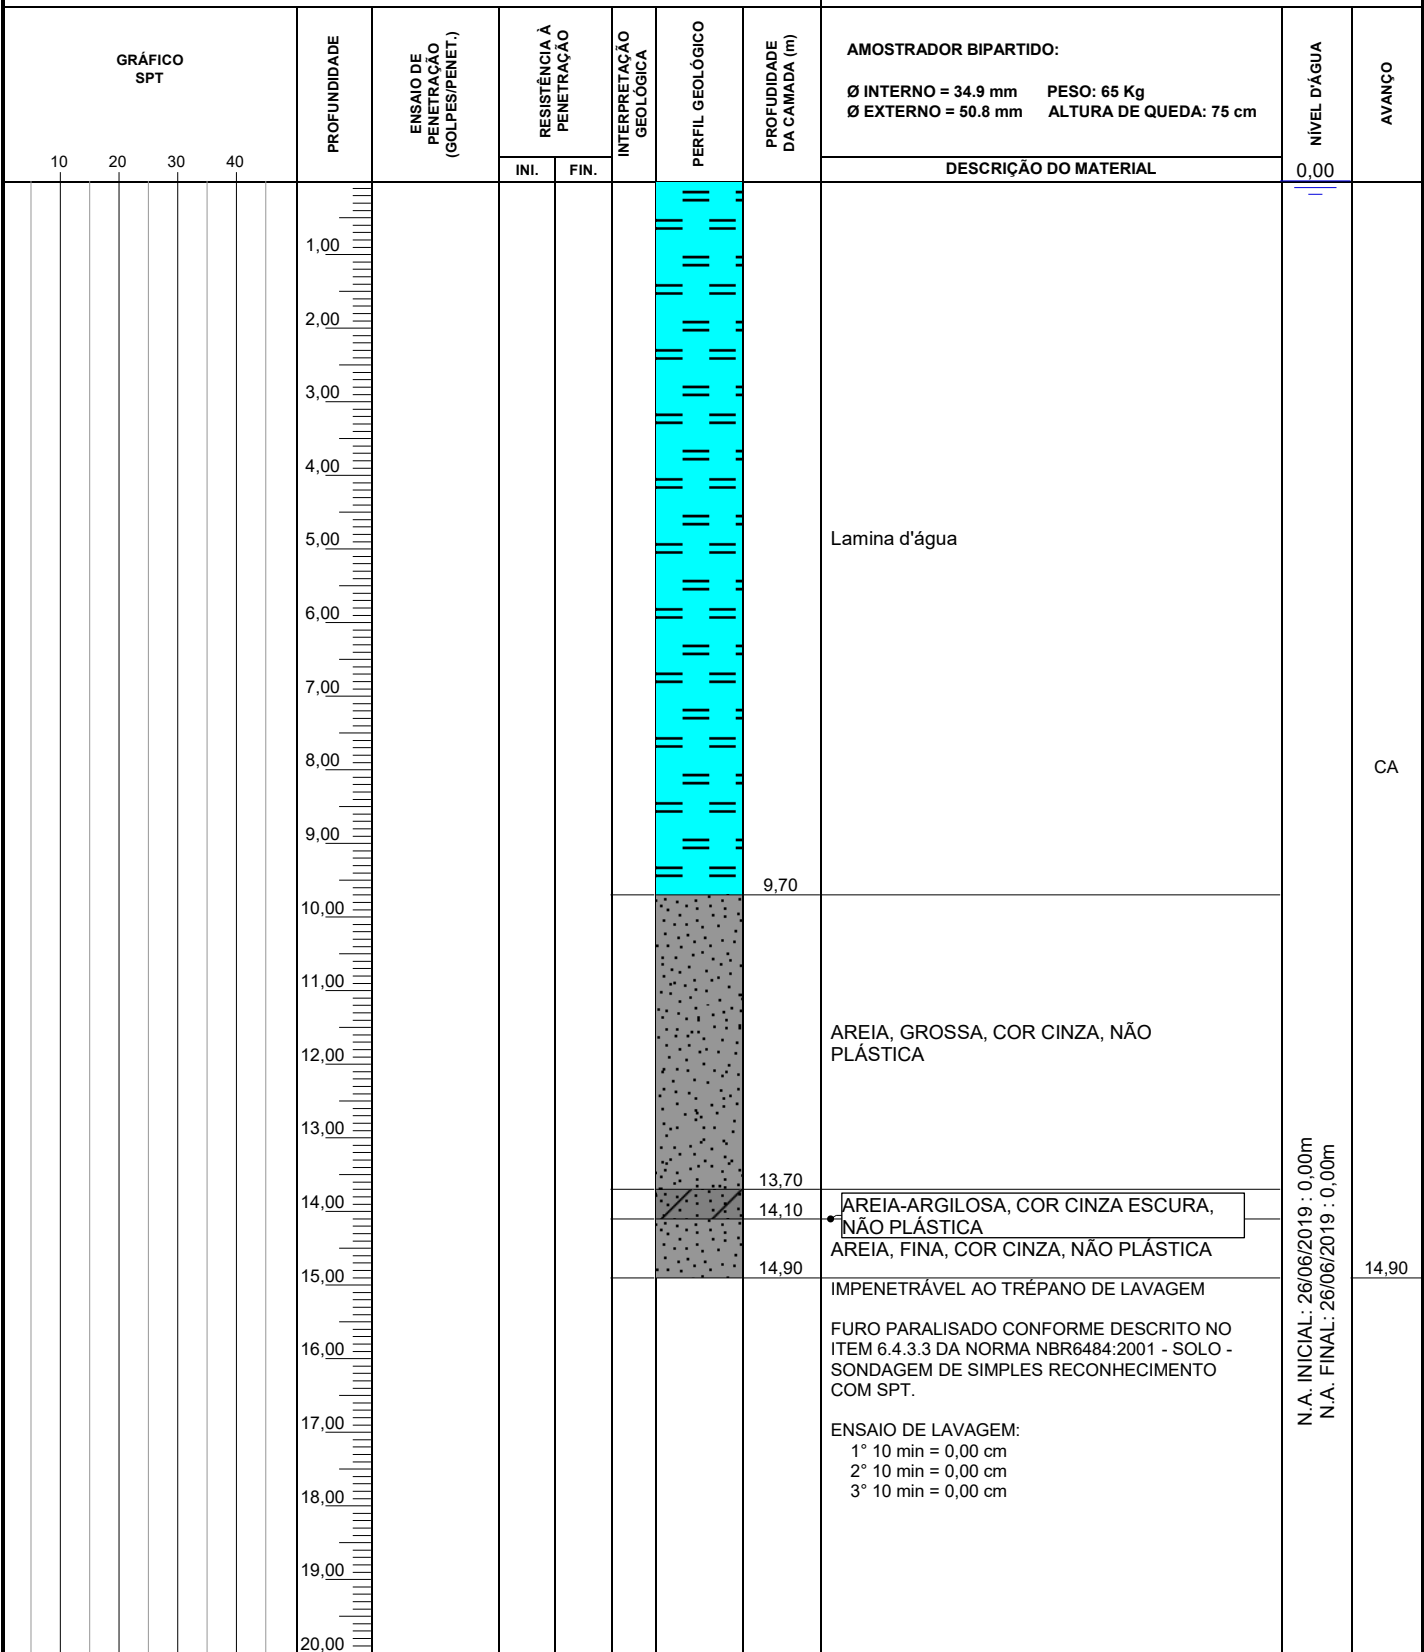 GRÁFICO
SPT
10 20 30 40
PROFUNDIDADE
ENSAIO DE
PENETRAÇÃO
(GOLPES/PENET.)
RESISTÊNCIA À
PENETRAÇÃO
INI. FIN.
INTERPRETAÇÃO
GEOLÓGICA
PERFIL GEOLÓGICO
PROFUDIDADE
DA CAMADA (m)
AMOSTRADOR BIPARTIDO:
Ø INTERNO = 34.9 mm PESO: 65 Kg
Ø EXTERNO = 50.8 mm ALTURA DE QUEDA: 75 cm
DESCRIÇÃO DO MATERIAL
NÍVEL D'ÁGUA
0,00
AVANÇO
1,00
2,00
3,00
4,00
5,00
Lamina d'água
6,00
7,00
8,00
CA
9,00
9,70
10,00
11,00
AREIA, GROSSA, COR CINZA, NÃO
PLÁSTICA
12,00
13,00
13,70
14,00
14,10
AREIA-ARGILOSA, COR CINZA ESCURA,
NÃO PLÁSTICA
AREIA, FINA, COR CINZA, NÃO PLÁSTICA
14,90
14,90
15,00
IMPENETRÁVEL AO TRÉPANO DE LAVAGEM
FURO PARALISADO CONFORME DESCRITO NO
ITEM 6.4.3.3 DA NORMA NBR6484:2001 - SOLO -
SONDAGEM DE SIMPLES RECONHECIMENTO
COM SPT.
16,00
17,00
ENSAIO DE LAVAGEM:
1° 10 min = 0,00 cm
2° 10 min = 0,00 cm
3° 10 min = 0,00 cm
18,00
19,00
20,00
N.A. INICIAL: 26/06/2019 : 0,00m
N.A. FINAL: 26/06/2019 : 0,00m